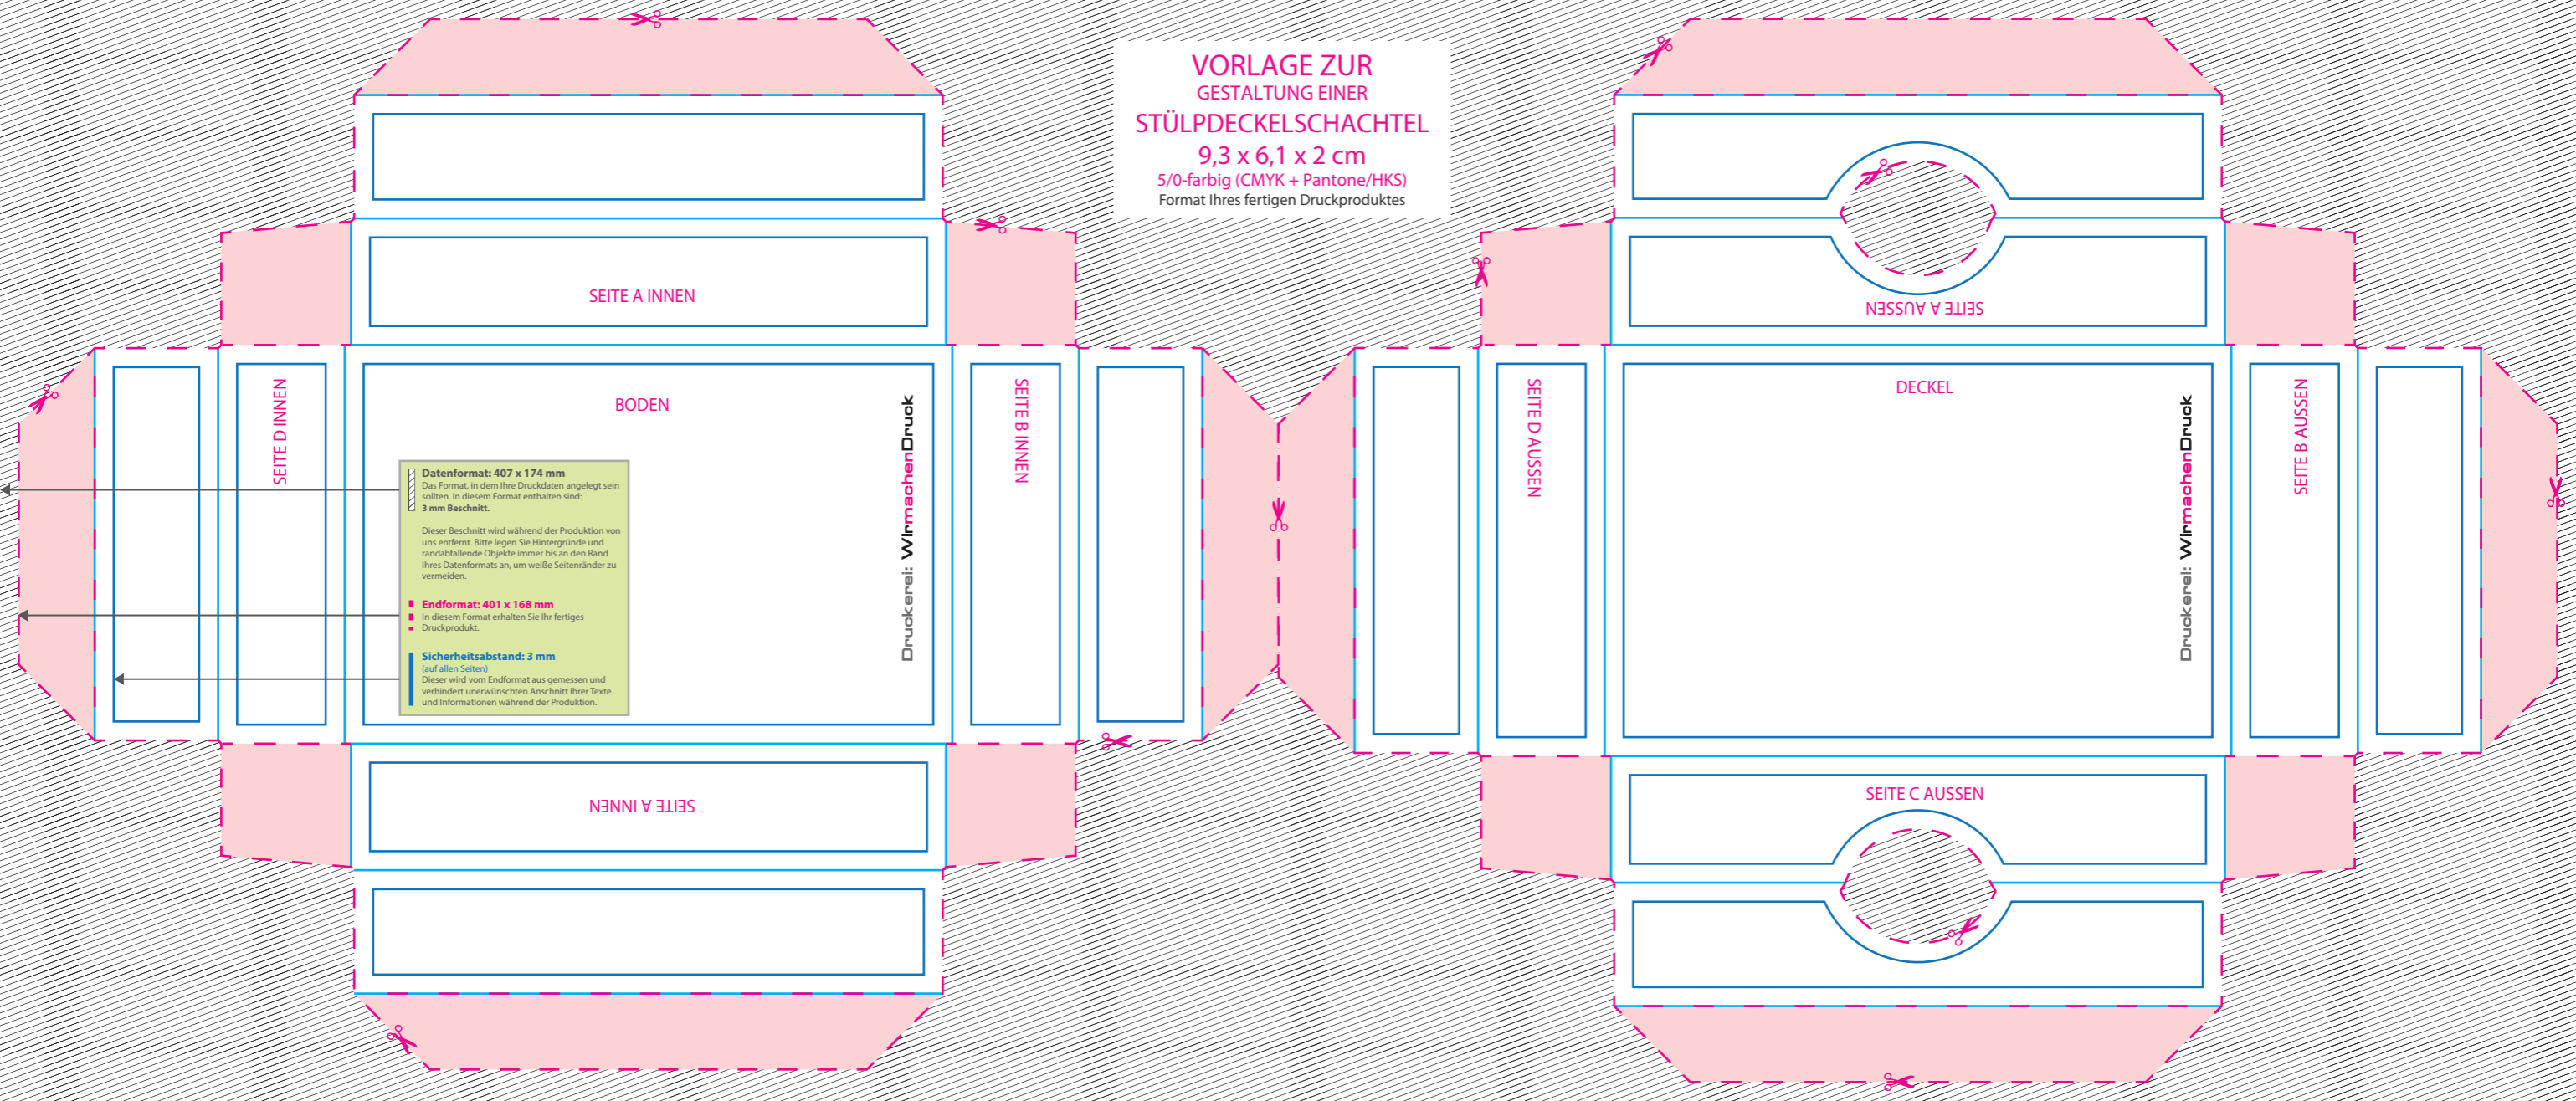 VORLAGE ZUR
GESTALTUNG EINER
STÜLPDECKELSCHACHTEL
9,3 x 6,1 x 2 cm
5/0-farbig (CMYK + Pantone/HKS)
Format Ihres fertigen Druckproduktes
SEITE A INNEN
SEITE D INNEN
BODEN
Datenformat: 407 x 174 mm
Das Format, in dem Ihre Druckdaten angelegt sein
sollten. In diesem Format enthalten sind:
3 mm Beschnitt.
Dieser Beschnitt wird während der Produktion von
uns entfernt. Bitte legen Sie Hintergründe und
randabfallende Objekte immer bis an den Rand
Ihres Datenformats an, um weiße Seitenränder zu
vermeiden.
Endformat: 401 x 168 mm
In diesem Format erhalten Sie Ihr fertiges
Druckprodukt.
Sicherheitsabstand: 3 mm
(auf allen Seiten)
Dieser wird vom Endformat aus gemessen und
verhindert unerwünschten Anschnitt Ihrer Texte
und Informationen während der Produktion.
Druckerei: WirmachenDruck
SEITE B INNEN
SEITE A INNEN
SEITE A AUSSEN
SEITE D AUSSEN
DECKEL
Druckerei: WirmachenDruck
SEITE B AUSSEN
SEITE C AUSSEN